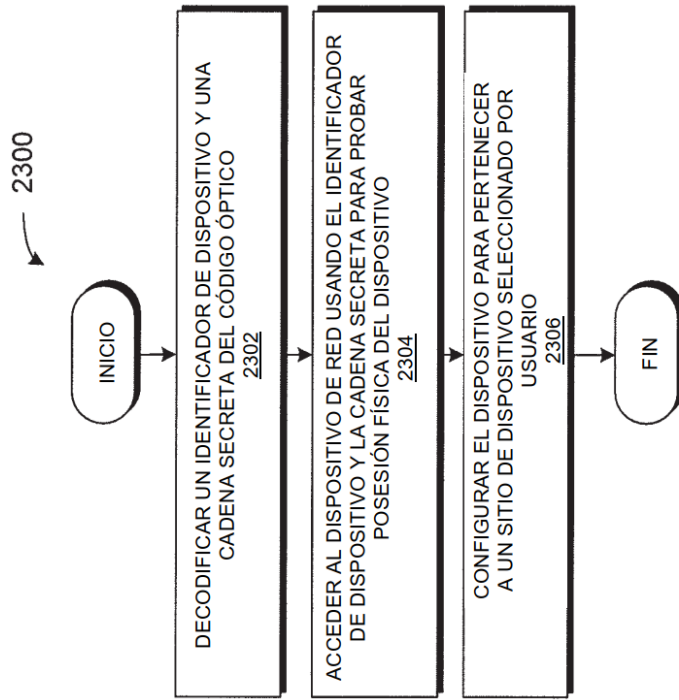 2300
INICIO
DECODIFICAR UN IDENTIFICADOR DE DISPOSITIVO Y UNA
CADENA SECRETA DEL CÓDIGO ÓPTICO
2302
ACCEDER AL DISPOSITIVO DE RED USANDO EL IDENTIFICADOR
DE DISPOSITIVO Y LA CADENA SECRETA PARA PROBAR
POSESIÓN FÍSICA DEL DISPOSITIVO
2304
CONFIGURAR EL DISPOSITIVO PARA PERTENECER
A UN SITIO DE DISPOSITIVO SELECCIONADO POR
USUARIO
2306
FIN